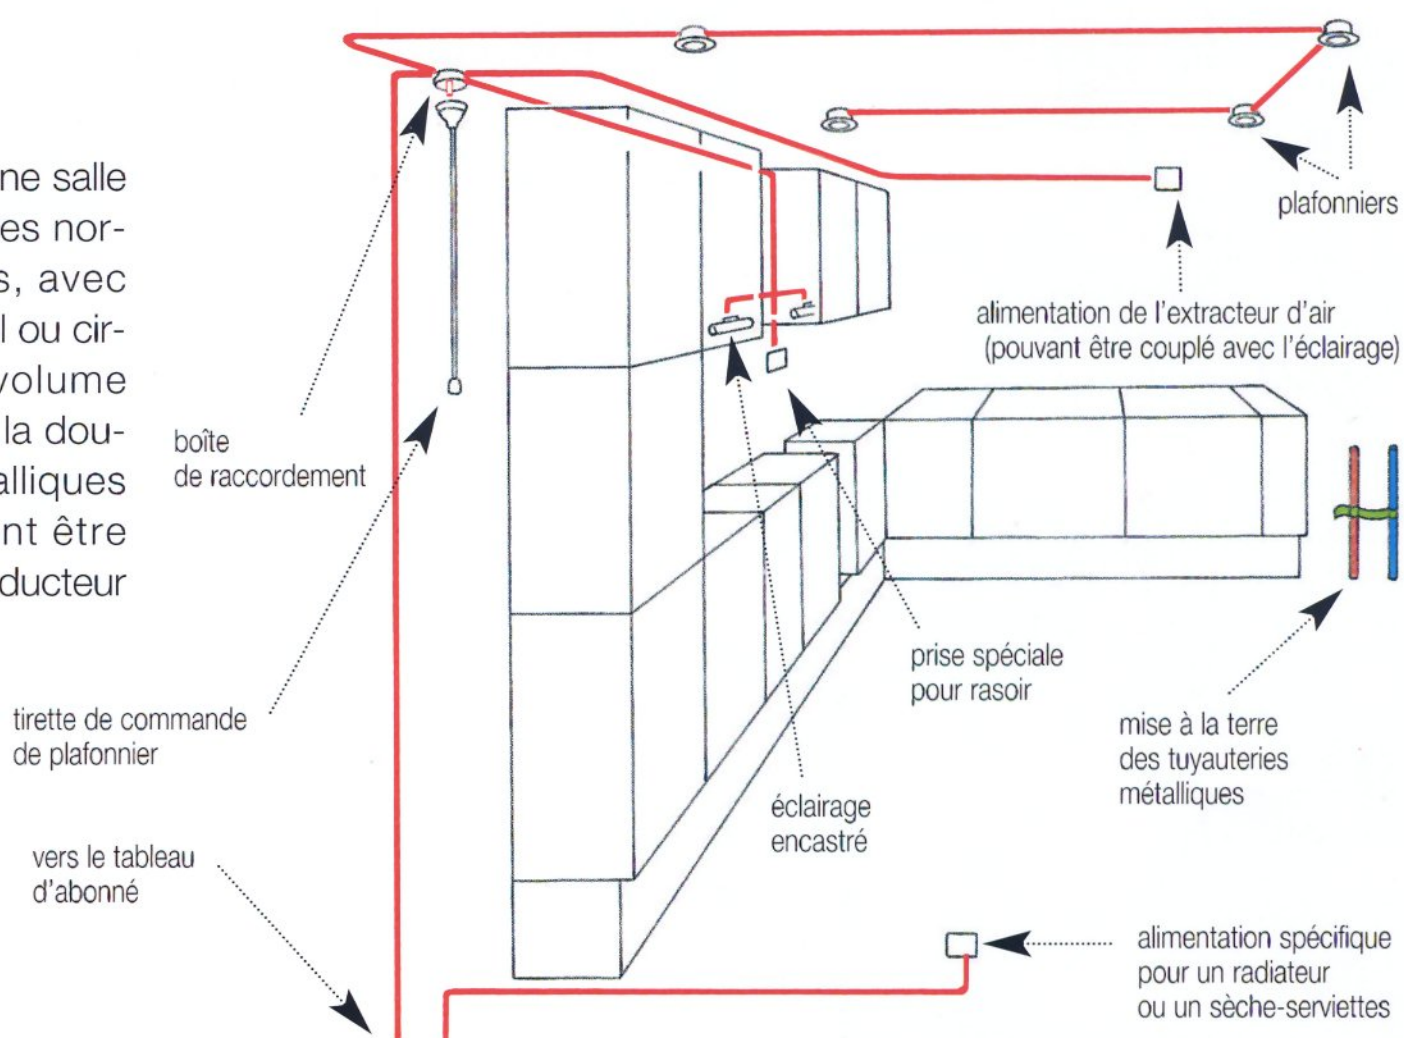 ne salle
es nor-
s, avec
l ou cir-
volume
la dou-
alliques
nt être
ducteur
plafonniers
alimentation de l'extracteur d'air
(pouvant être couplé avec l'éclairage)
boîte
de raccordement
prise spéciale
pour rasoir
tirette de commande
de plafonnier
mise à la terre
des tuyauteries
métalliques
éclairage
encastré
vers le tableau
d'abonné
alimentation spécifique
pour un radiateur
ou un sèche-serviettes